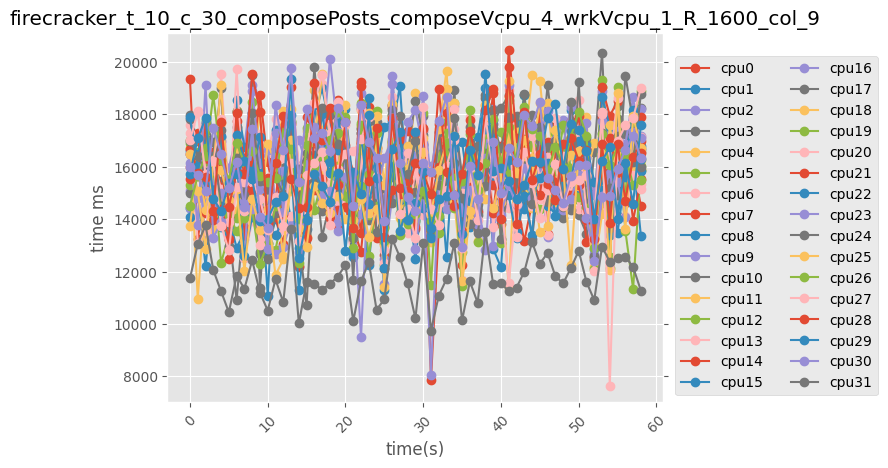 firecracker_t_10_c_30_composePosts_composeVcpu_4_wrkVcpu_1_R_1600_col_9
time ms
20000
18000
16000
14000
12000
10000
8000
0
10
20
30
40
50
60
time(s)
cpu0
cpu1
cpu2
cpu3
cpu4
cpu5
cpu6
cpu7
cpu8
cpu9
cpu10
cpu11
cpu12
cpu13
cpu14
cpu15
cpu16
cpu17
cpu18
cpu19
cpu20
cpu21
cpu22
cpu23
cpu24
cpu25
cpu26
cpu27
cpu28
cpu29
cpu30
cpu31